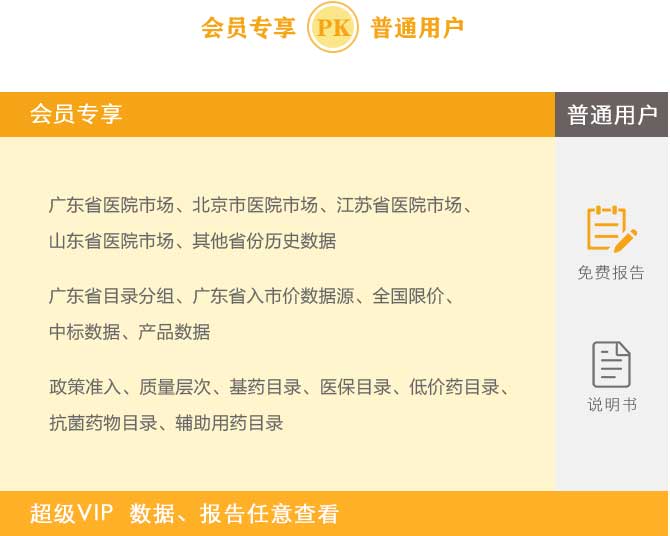 会员专享 PK 普通用户
会员专享
普通用户
广东省医院市场、北京市医院市场、江苏省医院市场、
山东省医院市场、其他省份历史数据
广东省目录分组、广东省入市价数据源、全国限价、
中标数据、产品数据
政策准入、质量层次、基药目录、医保目录、低价药目录、
抗菌药物目录、辅助用药目录
免费报告
说明书
超级VIP 数据、报告任意查看